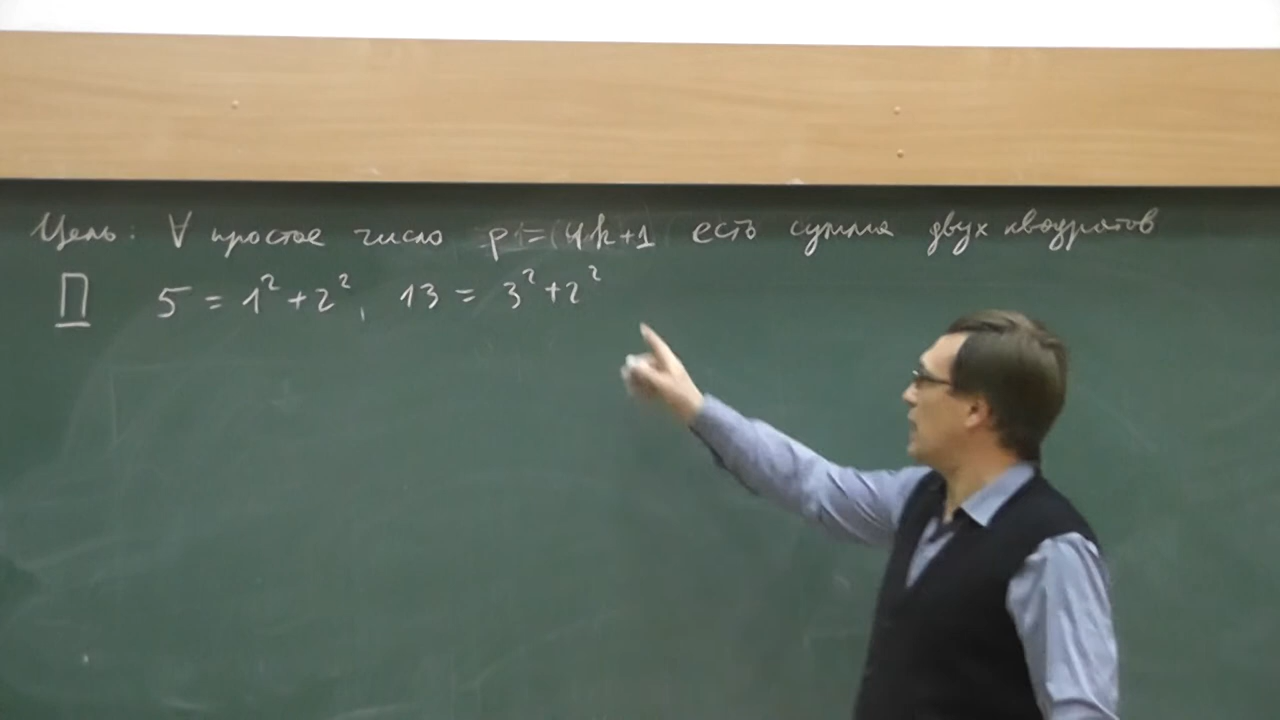 Цель: ∀ простое число p = 4k+1 есть сумма двух квадратов
П 5 = 1² + 2², 13 = 3² + 2²